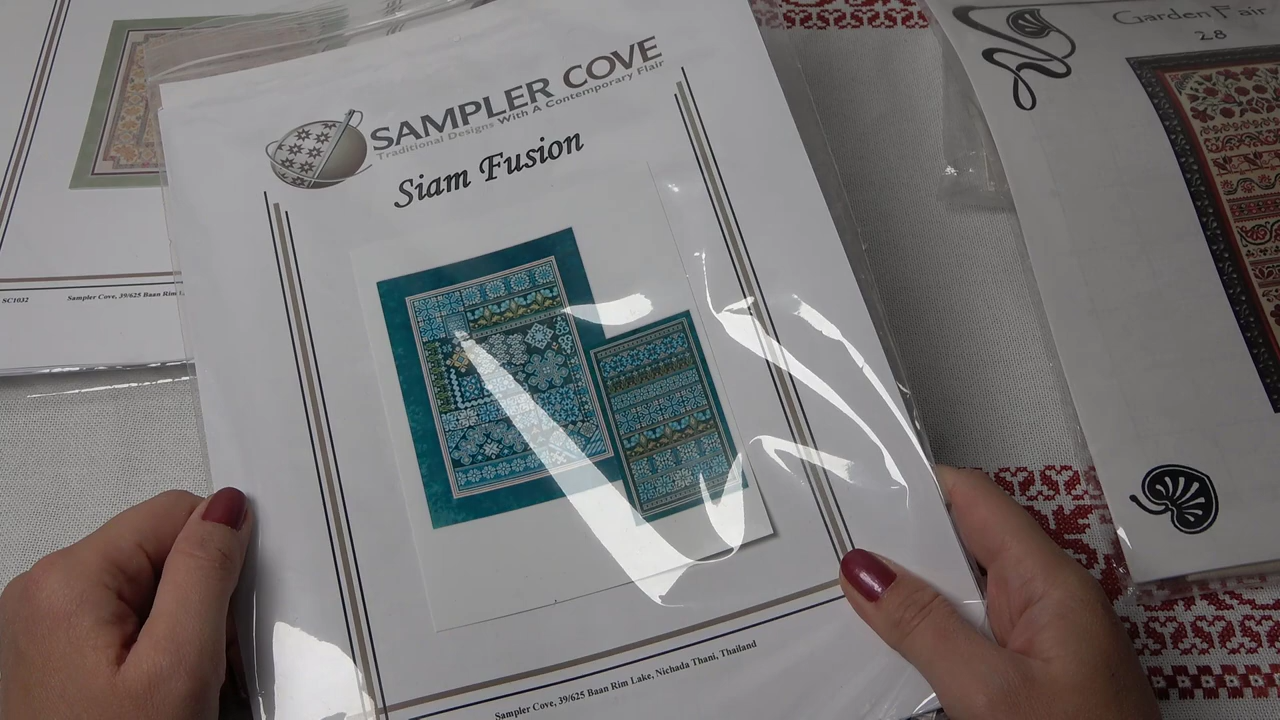 SAMPLER COVE
Traditional Designs With A Contemporary Flair
Siam Fusion
Sampler Cove, 39/625 Baan Rim Lake, Nichada Thani, Thailand
SC1032 Sampler Cove, 39/625 Baan Rim
Garden Fair
28